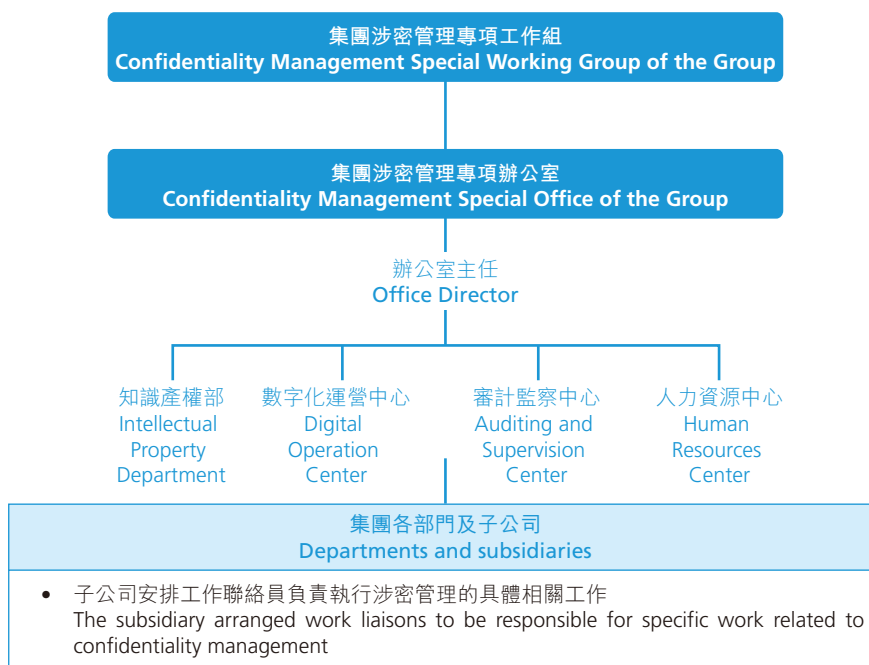 集團涉密管理專項工作組
Confidentiality Management Special Working Group of the Group
集團涉密管理專項辦公室
Confidentiality Management Special Office of the Group
辦公室主任
Office Director
知識產權部
Intellectual
Property
Department
數字化運營中心
Digital
Operation
Center
審計監察中心
Auditing and
Supervision
Center
人力資源中心
Human
Resources
Center
集團各部門及子公司
Departments and subsidiaries
• 子公司安排工作聯絡員負責執行涉密管理的具體相關工作
The subsidiary arranged work liaisons to be responsible for specific work related to
confidentiality management